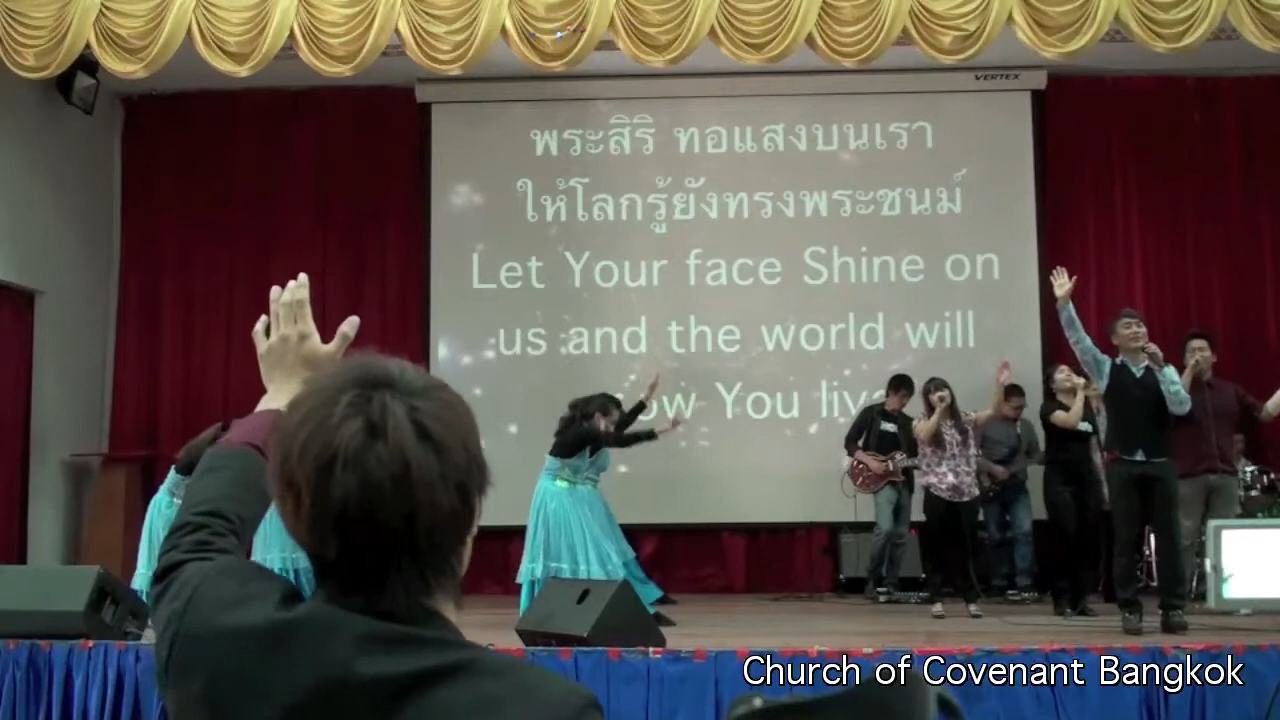 VERTEX
พระสิริ ทอแสงบนเรา
ให้โลกรู้ยังทรงพระชนม์
Let Your face Shine on
us and the world will
You
Church of Covenant Bangkok